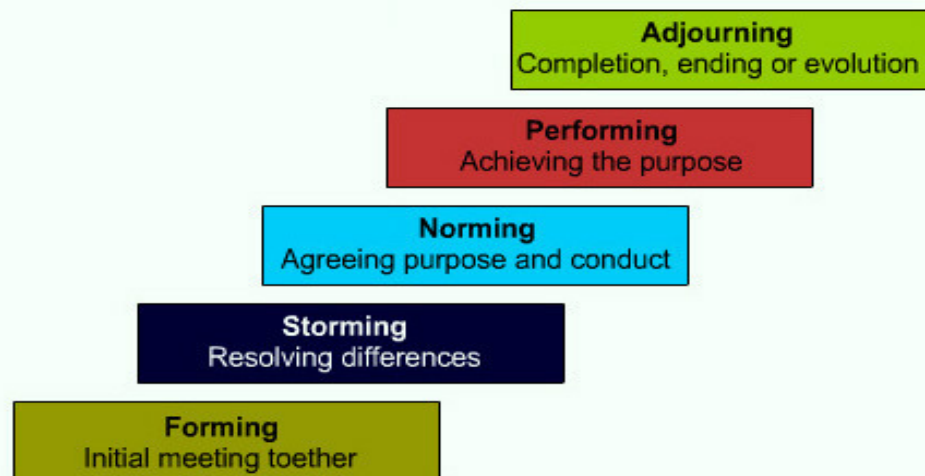 Adjourning
Completion, ending or evolution
Performing
Achieving the purpose
Norming
Agreeing purpose and conduct
Storming
Resolving differences
Forming
Initial meeting toether